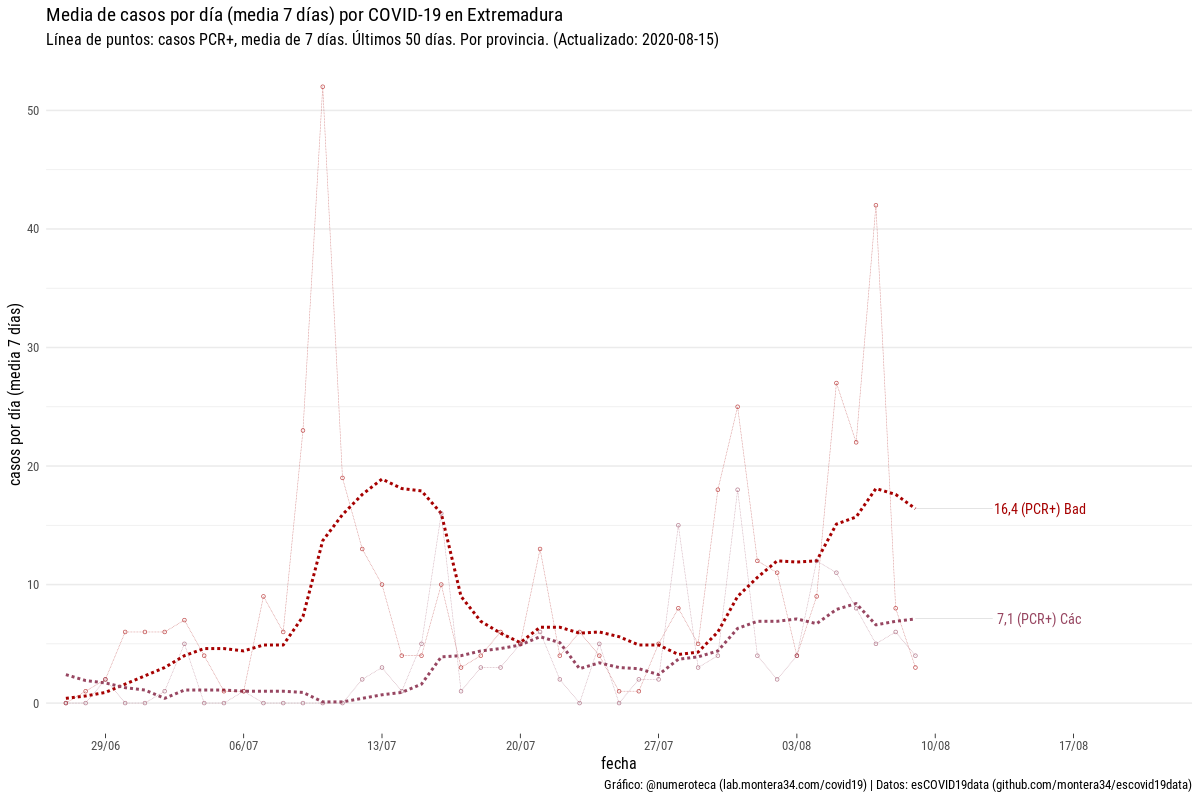 Media de casos por día (media 7 días) por COVID-19 en Extremadura
Línea de puntos: casos PCR+, media de 7 días. Últimos 50 días. Por provincia. (Actualizado: 2020-08-15)
casos por día (media 7 días)
50
40
30
20
10
0
16,4 (PCR+) Bad
7,1 (PCR+) Các
29/06
06/07
13/07
20/07
27/07
03/08
10/08
17/08
fecha
Gráfico: @numeroteca (lab.montera34.com/covid19) | Datos: esCOVID19data (github.com/montera34/escovid19data)